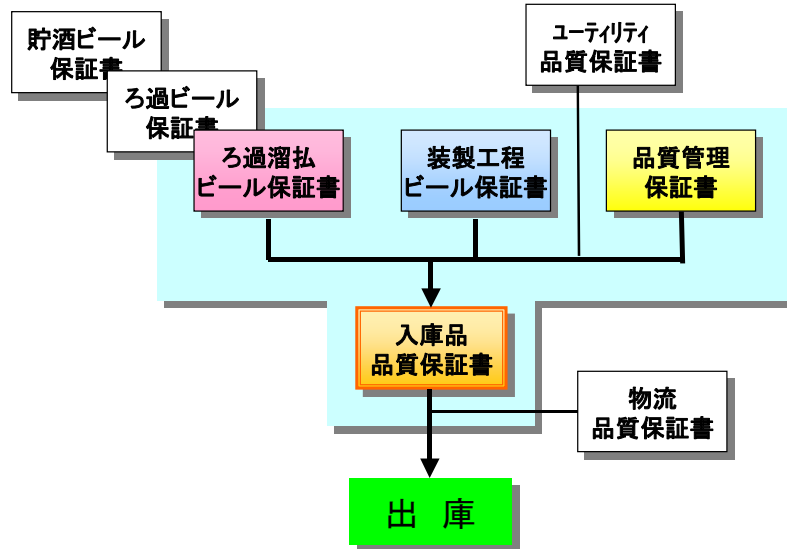 貯酒ビール
保証書
ろ過ビール
保証書
ユーティリティ
品質保証書
ろ過溜払
ビール保証書
装製工程
ビール保証書
品質管理
保証書
入庫品
品質保証書
物流
品質保証書
出 庫